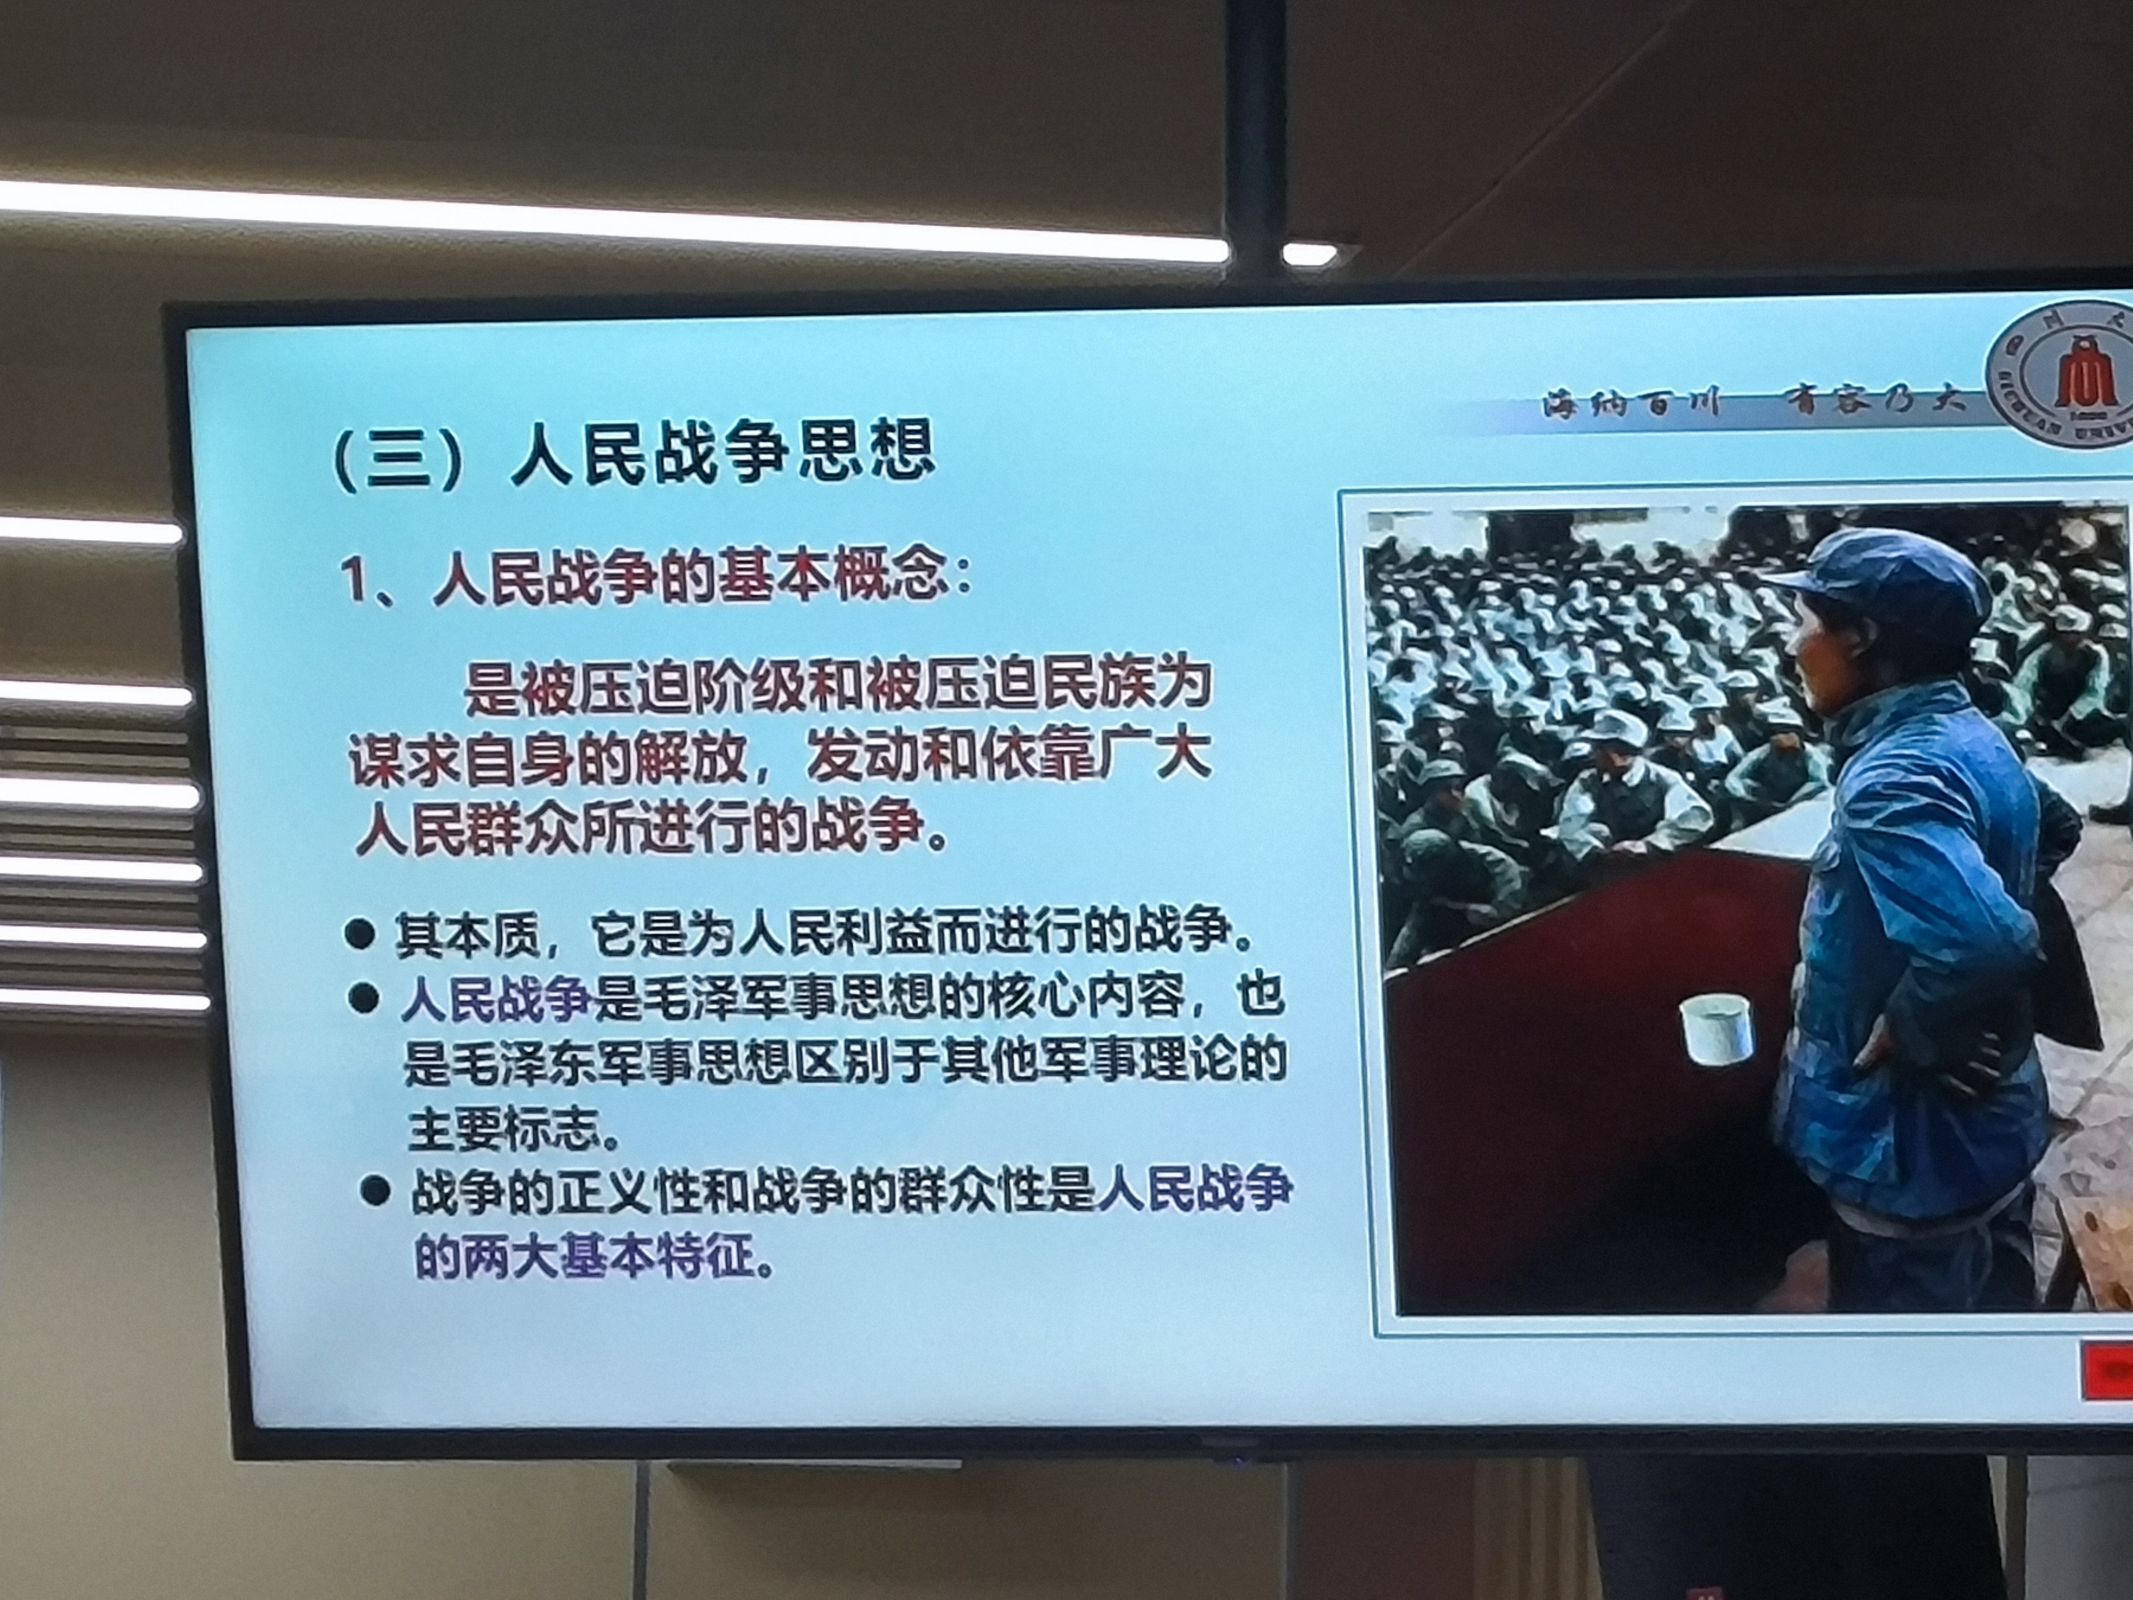 海纳百川 有容乃大
（三）人民战争思想
1、人民战争的基本概念：
是被压迫阶级和被压迫民族为
谋求自身的解放，发动和依靠广大
人民群众所进行的战争。
● 其本质，它是为人民利益而进行的战争。
● 人民战争是毛泽军事思想的核心内容，也
是毛泽东军事思想区别于其他军事理论的
主要标志。
● 战争的正义性和战争的群众性是人民战争
的两大基本特征。